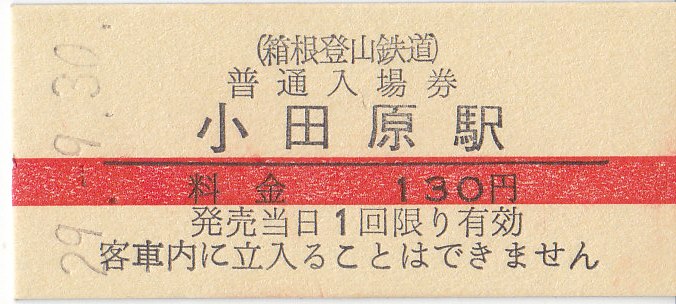 (箱根登山鉄道)
普通入場券
小田原駅
料金 130円
発売当日1回限り有効
客車内に立入ることはできません
29.-9.30.